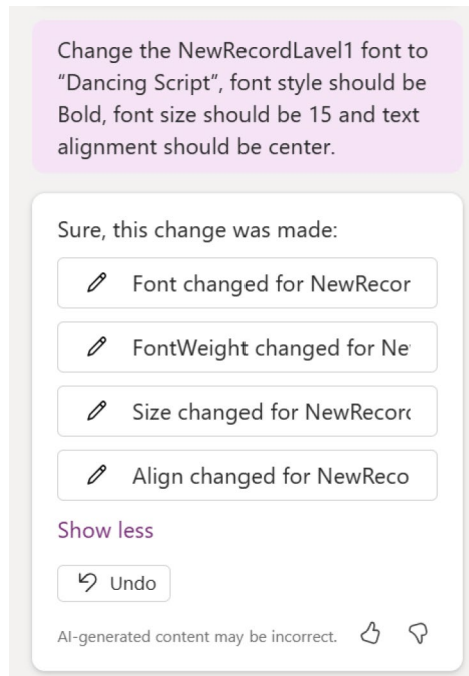 Change the NewRecordLavel1 font to
“Dancing Script”, font style should be
Bold, font size should be 15 and text
alignment should be center.
Sure, this change was made:
Font changed for NewRecor
FontWeight changed for Ne
Size changed for NewRecord
Align changed for NewReco
Show less
Undo
AI-generated content may be incorrect.